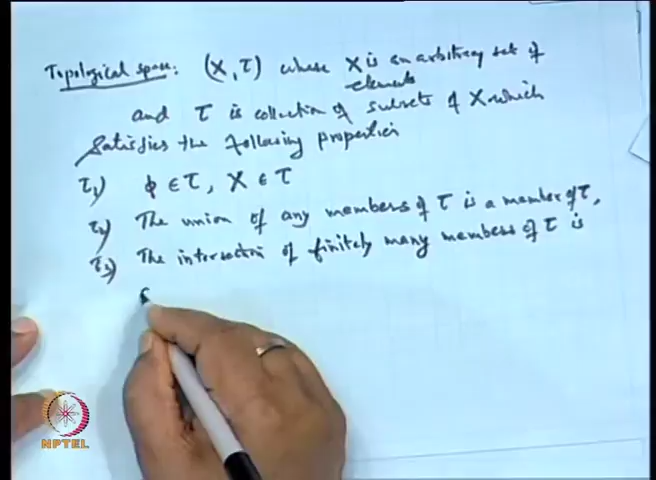 Topological space: (X, τ) where X is an arbitrary set of
elements
and τ is collection of subsets of X which
satisfies the following properties
τ₁) φ ∈ τ, X ∈ τ
τ₂) The union of any members of τ is a member of τ,
τ₃) The intersection of finitely many members of τ is
NPTEL